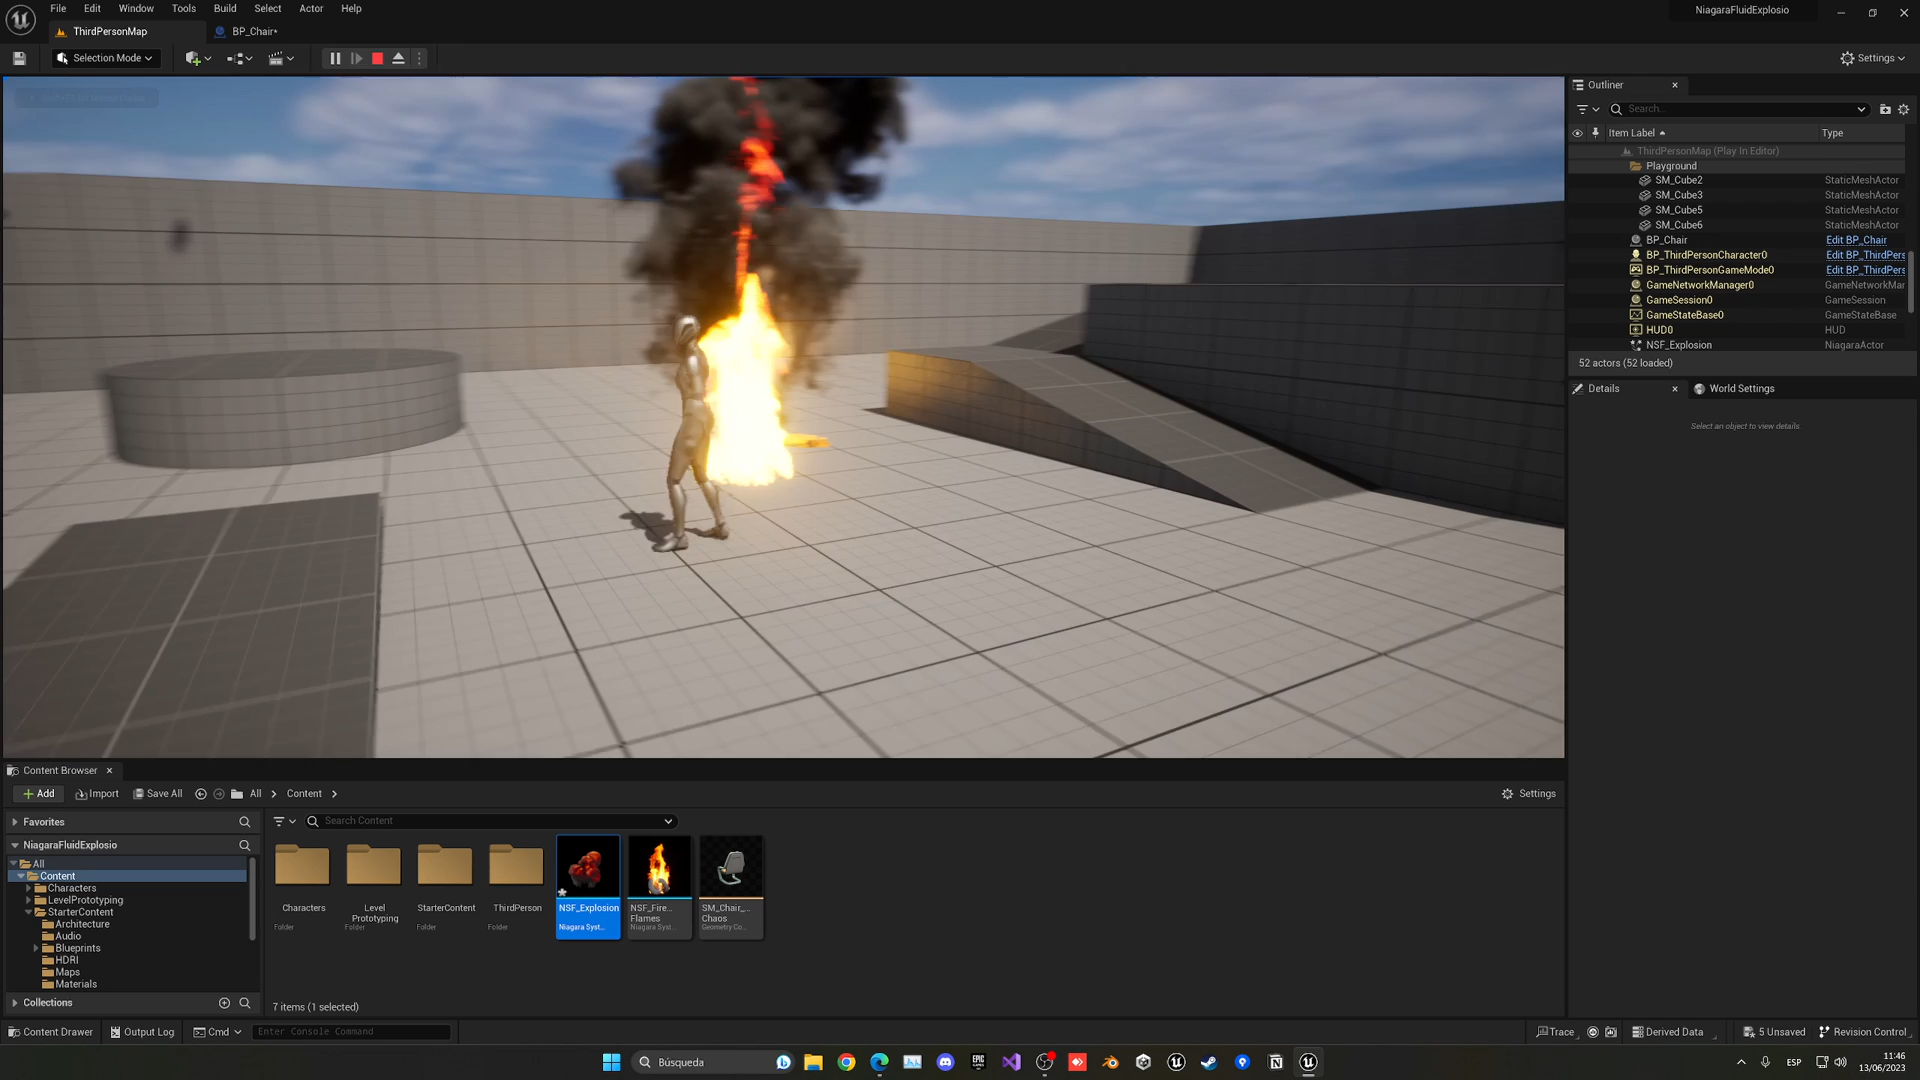 File Edit Window Tools Build Select Actor Help
NiagaraFluidExplosio
ThirdPersonMap
BP_Chair*
Selection Mode
Settings
Outliner
Search...
Item Label
Type
ThirdPersonMap (Play In Editor)
Playground
SM_Cube2 StaticMeshActor
SM_Cube3 StaticMeshActor
SM_Cube5 StaticMeshActor
SM_Cube6 StaticMeshActor
BP_Chair Edit BP_Chair
BP_ThirdPersonCharacter0 Edit BP_ThirdPers
BP_ThirdPersonGameMode0 Edit BP_ThirdPers
GameNetworkManager0 GameNetworkMar
GameSession0 GameSession
GameStateBase0 GameStateBase
HUD0 HUD
NSF_Explosion NiagaraActor
52 actors (52 loaded)
Details
World Settings
Select an object to view details
Content Browser
Add Import Save All All Content
Settings
Favorites
Search Content
NiagaraFluidExplosio
All
Content
Characters
LevelPrototyping
StarterContent
Architecture
Audio
Blueprints
HDRI
Maps
Materials
Collections
Characters
Folder
Level
Prototyping
Folder
StarterContent
Folder
ThirdPerson
Folder
NSF_Explosion
Niagara Syst...
NSF_Fire...
Flames
Niagara Syst...
SM_Chair_...
Chaos
Geometry Co...
7 items (1 selected)
Content Drawer
Output Log
Cmd
Enter Console Command
Trace
Derived Data
5 Unsaved
Revision Control
Búsqueda
EPIC
GAMES
ESP
11:46
13/06/2023